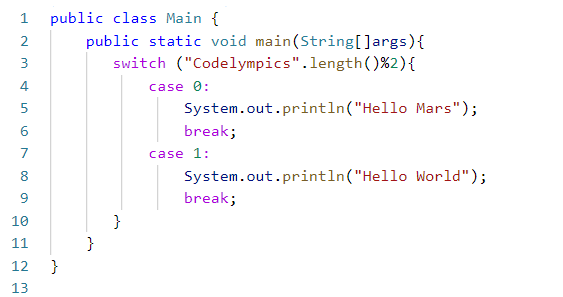 1 public class Main {
2 public static void main(String[]args){
3 switch ("Codelympics".length()%2){
4 case 0:
5 System.out.println("Hello Mars");
6 break;
7 case 1:
8 System.out.println("Hello World");
9 break;
10 }
11 }
12 }
13